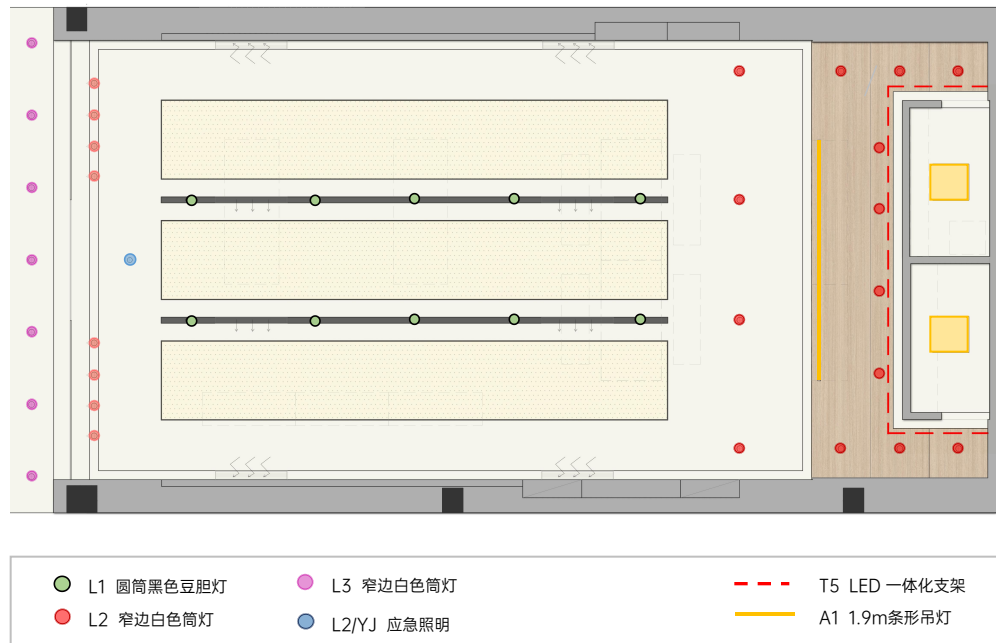 L1 圆筒黑色豆胆灯
L3 窄边白色筒灯
T5 LED 一体化支架
L2 窄边白色筒灯
L2/YJ 应急照明
A1 1.9m条形吊灯